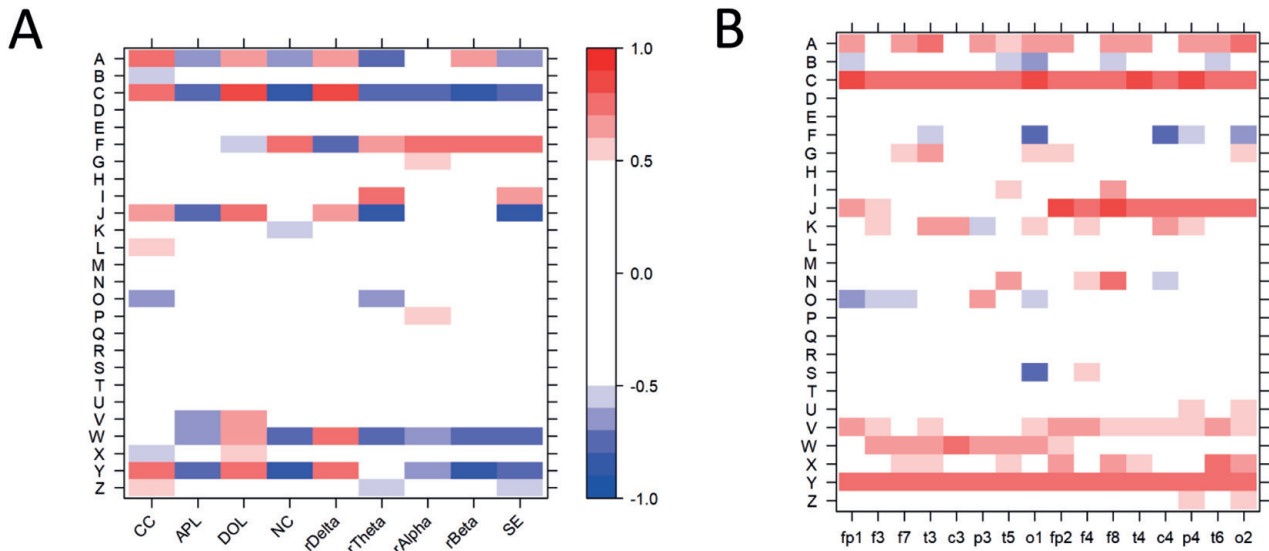 A
B
A
B
C
D
E
F
G
H
I
J
K
L
M
N
O
P
Q
R
S
T
U
V
W
X
Y
Z
CC APL DOL NC rDelta rTheta rAlpha rBeta SE
1.0
0.5
0.0
-0.5
-1.0
A
B
C
D
E
F
G
H
I
J
K
L
M
N
O
P
Q
R
S
T
U
V
W
X
Y
Z
fp1 f3 f7 t3 c3 p3 t5 o1 fp2 f4 f8 t4 c4 p4 t6 o2